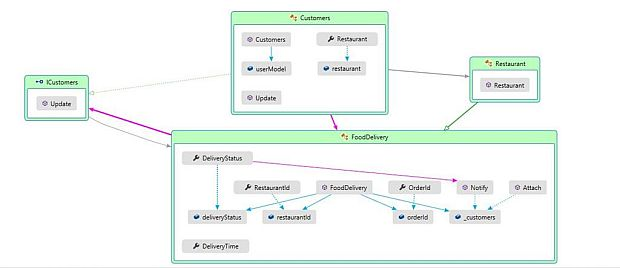 Customers
Customers
Restaurant
userModel
restaurant
Update
Restaurant
Restaurant
ICustomers
Update
FoodDelivery
DeliveryStatus
RestaurantId
FoodDelivery
OrderId
Notify
Attach
deliveryStatus
restaurantId
orderId
_customers
DeliveryTime